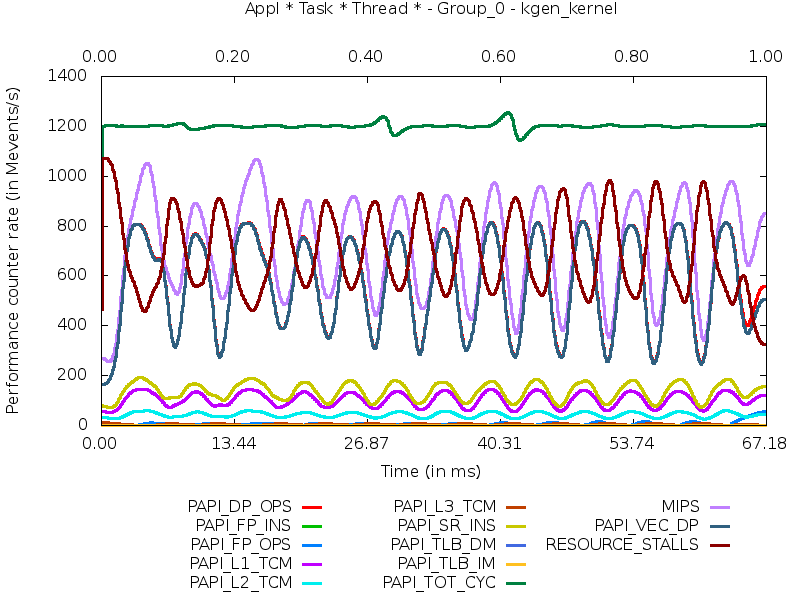 Appl * Task * Thread * - Group_0 - kgen_kernel
0.00 0.20 0.40 0.60 0.80 1.00
Performance counter rate (in Mevents/s)
1400
1200
1000
800
600
400
200
0
0.00 13.44 26.87 40.31 53.74 67.18
Time (in ms)
PAPI_DP_OPS PAPI_L3_TCM MIPS
PAPI_FP_INS PAPI_SR_INS PAPI_VEC_DP
PAPI_FP_OPS PAPI_TLB_DM RESOURCE_STALLS
PAPI_L1_TCM PAPI_TLB_IM
PAPI_L2_TCM PAPI_TOT_CYC